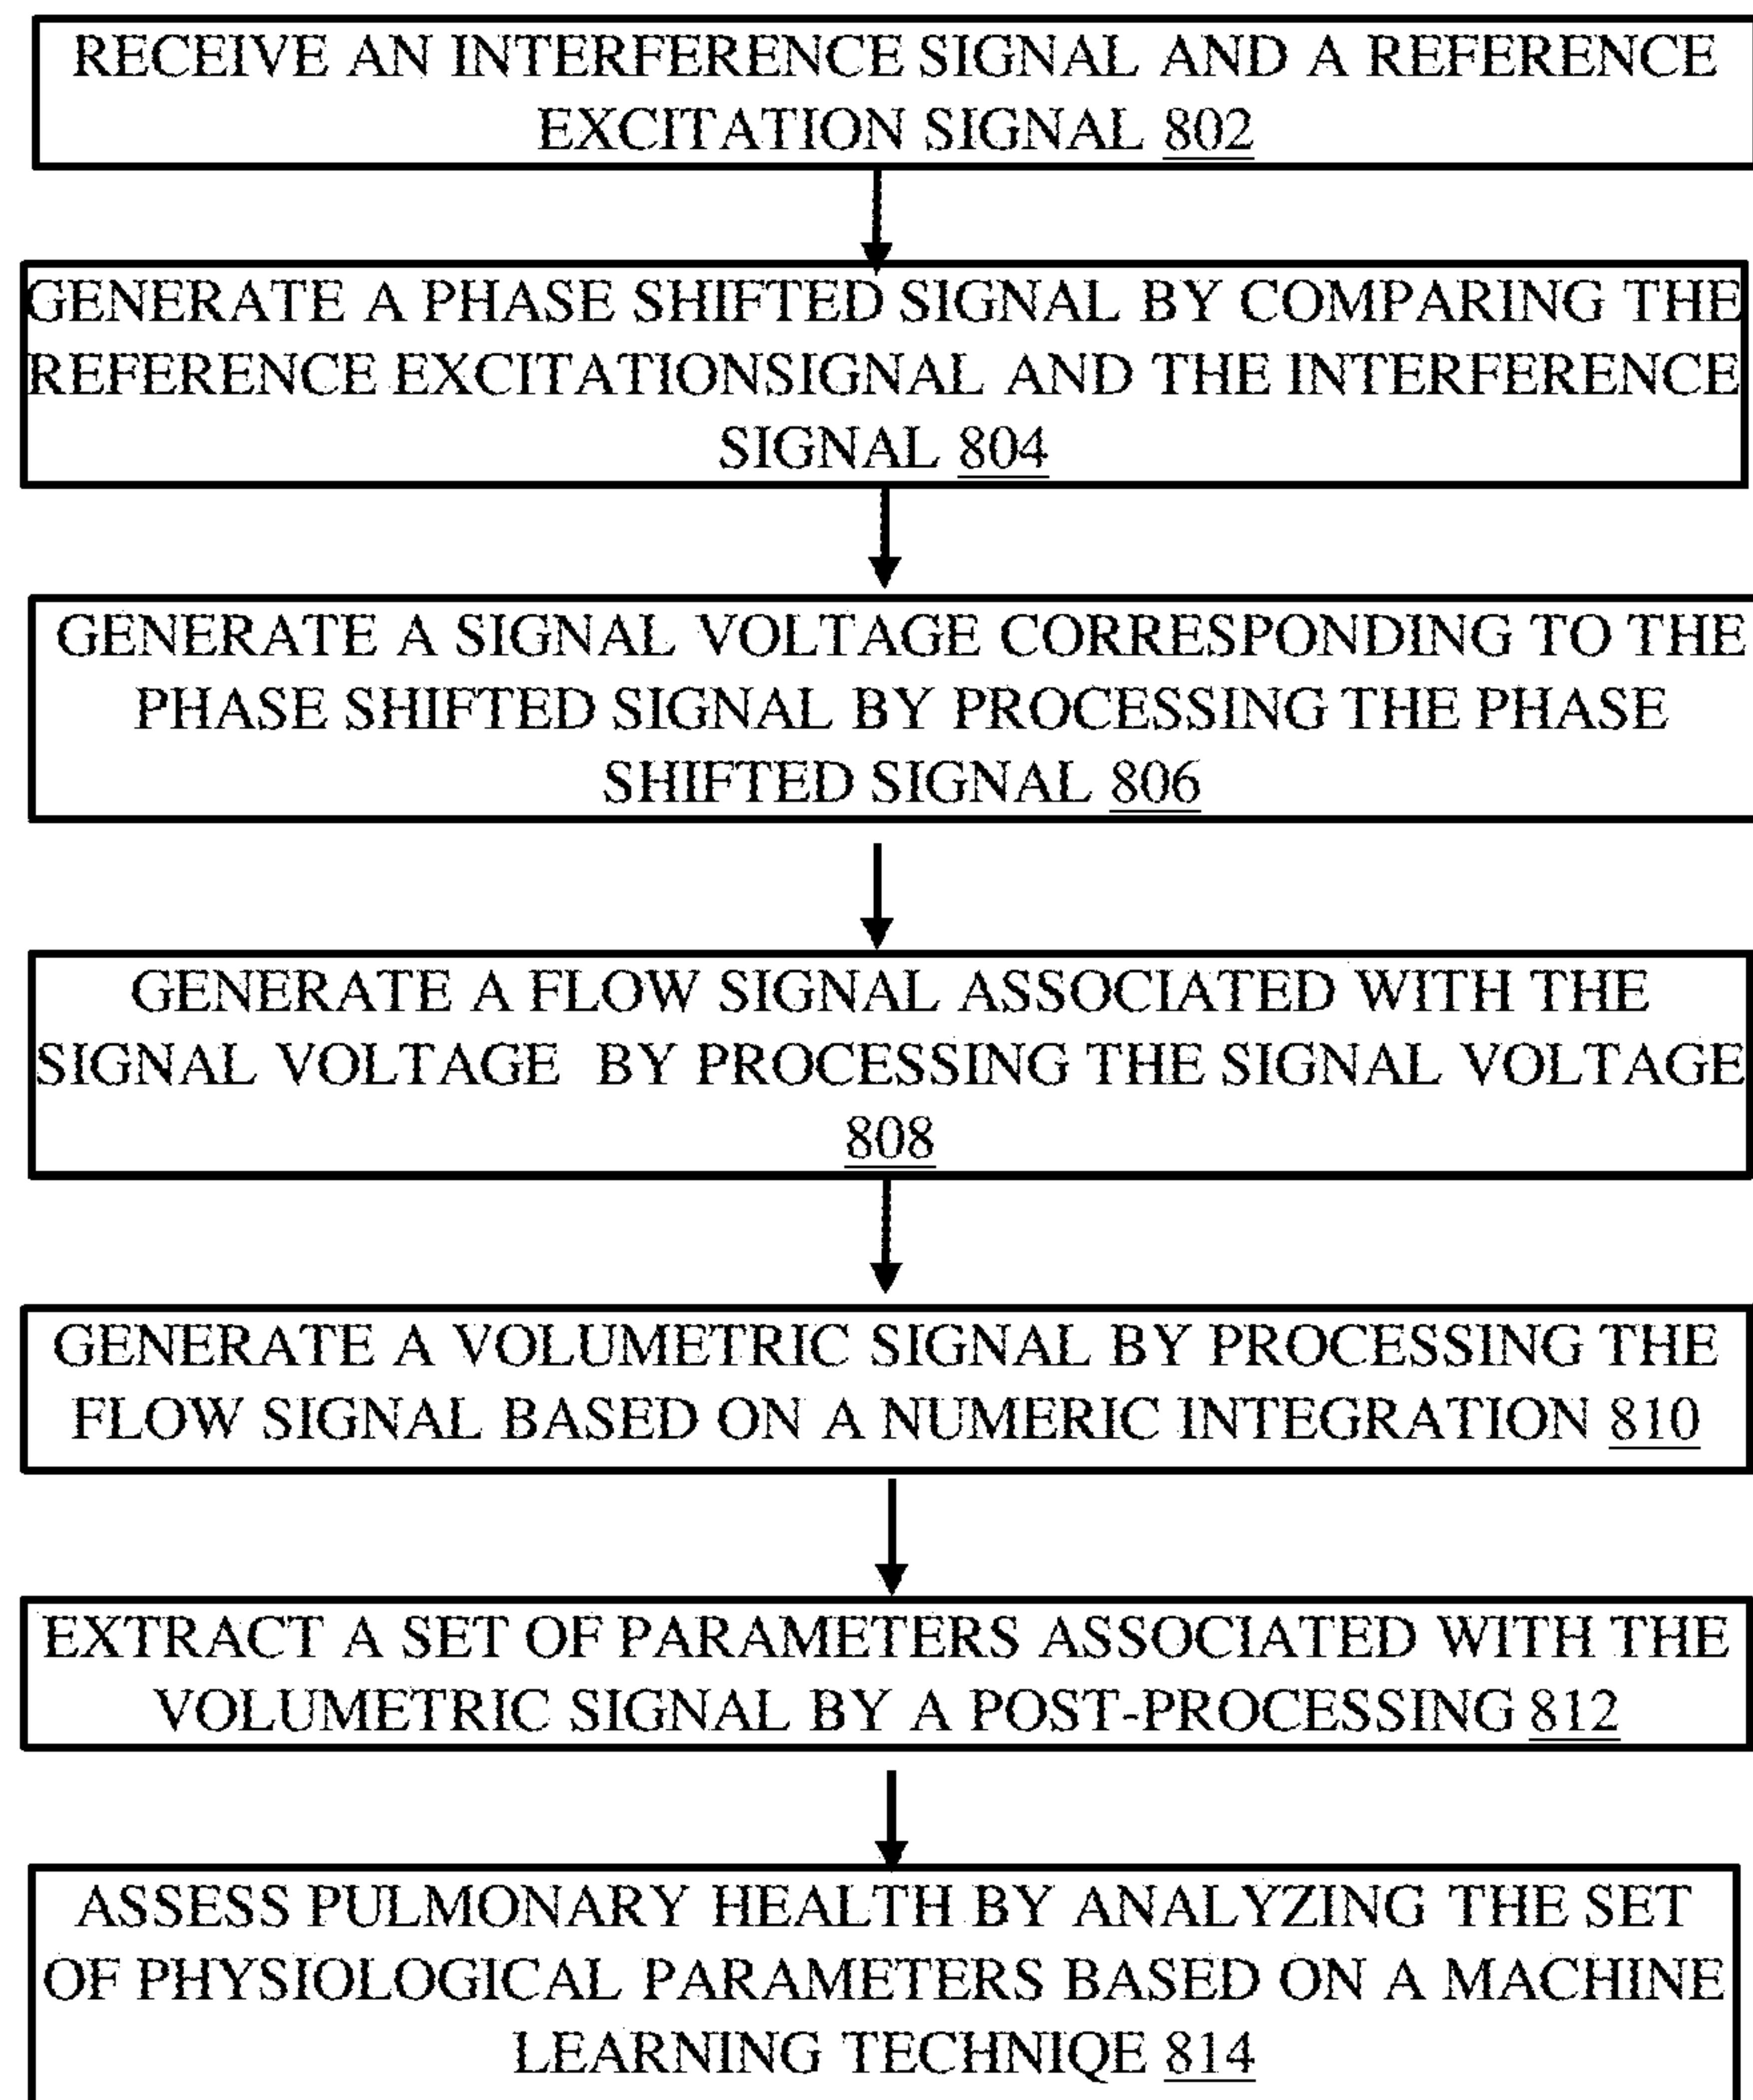 RECEIVE AN INTERFERENCE SIGNAL AND A REFERENCE
EXCITATION SIGNAL 802
GENERATE A PHASE SHIFTED SIGNAL BY COMPARING THE
REFERENCE EXCITATIONSIGNAL AND THE INTERFERENCE
SIGNAL 804
GENERATE A SIGNAL VOLTAGE CORRESPONDING TO THE
PHASE SHIFTED SIGNAL BY PROCESSING THE PHASE
SHIFTED SIGNAL 806
GENERATE A FLOW SIGNAL ASSOCIATED WITH THE
SIGNAL VOLTAGE BY PROCESSING THE SIGNAL VOLTAGE
808
GENERATE A VOLUMETRIC SIGNAL BY PROCESSING THE
FLOW SIGNAL BASED ON A NUMERIC INTEGRATION 810
EXTRACT A SET OF PARAMETERS ASSOCIATED WITH THE
VOLUMETRIC SIGNAL BY A POST-PROCESSING 812
ASSESS PULMONARY HEALTH BY ANALYZING THE SET
OF PHYSIOLOGICAL PARAMETERS BASED ON A MACHINE
LEARNING TECHNIQE 814